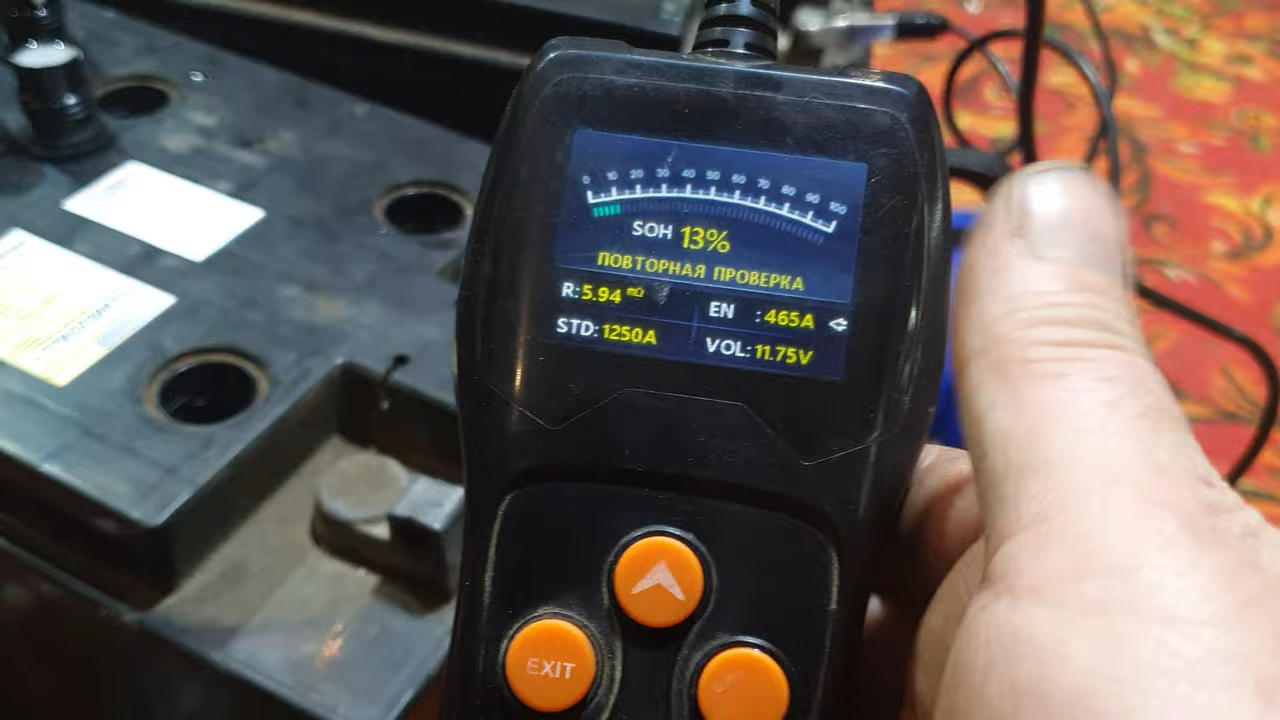 0 10 20 30 40 50 60 70 80 90 100
SOH 13%
ПОВТОРНАЯ ПРОВЕРКА
R:5.94 mΩ EN :465A
STD:1250A VOL:11.75V
EXIT